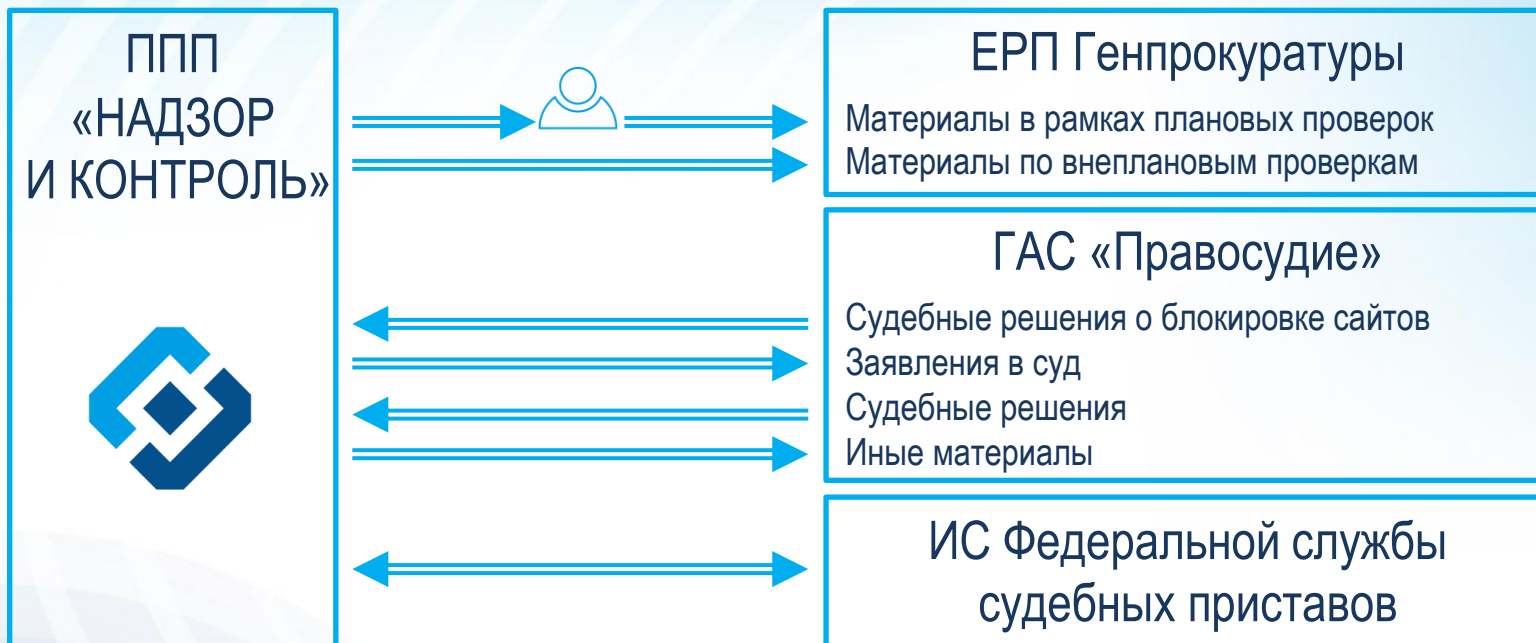 ППП
«НАДЗОР
И КОНТРОЛЬ»
ЕРП Генпрокуратуры
Материалы в рамках плановых проверок
Материалы по внеплановым проверкам
ГАС «Правосудие»
Судебные решения о блокировке сайтов
Заявления в суд
Судебные решения
Иные материалы
ИС Федеральной службы
судебных приставов